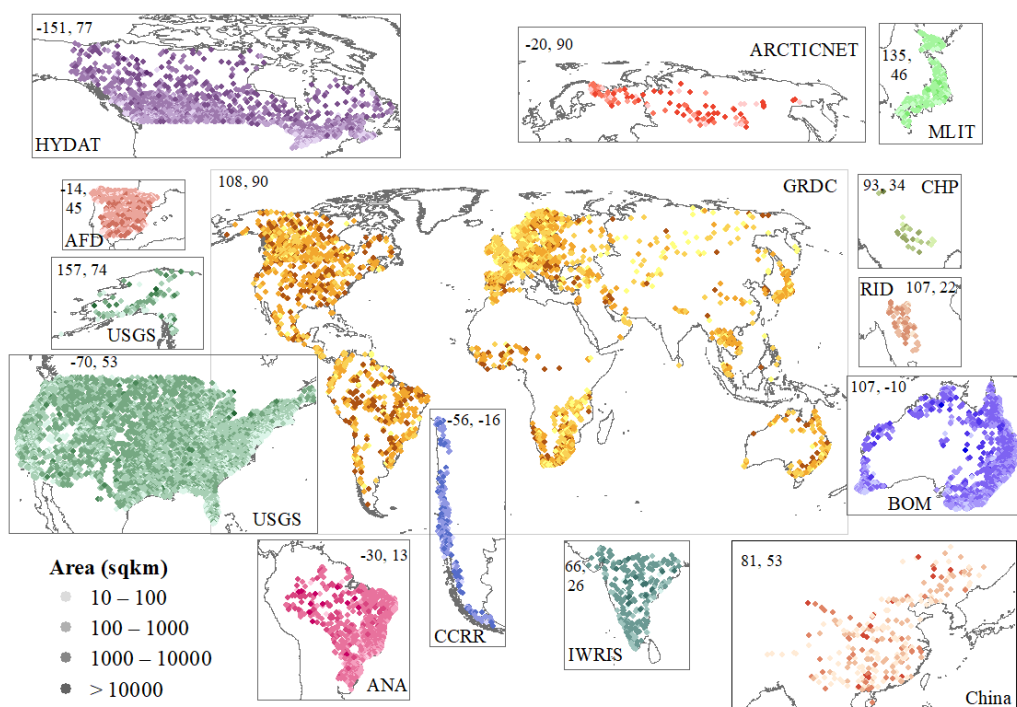 -151, 77
HYDAT
-20, 90
ARCTICNET
135,
46
MLIT
-14,
45
AFD
108, 90
GRDC
93, 34
CHP
157, 74
USGS
RID
107, 22
-70, 53
USGS
107, -10
BOM
-56, -16
CCRR
-30, 13
ANA
66,
26
IWRIS
81, 53
China
Area (sqkm)
10 – 100
100 – 1000
1000 – 10000
> 10000